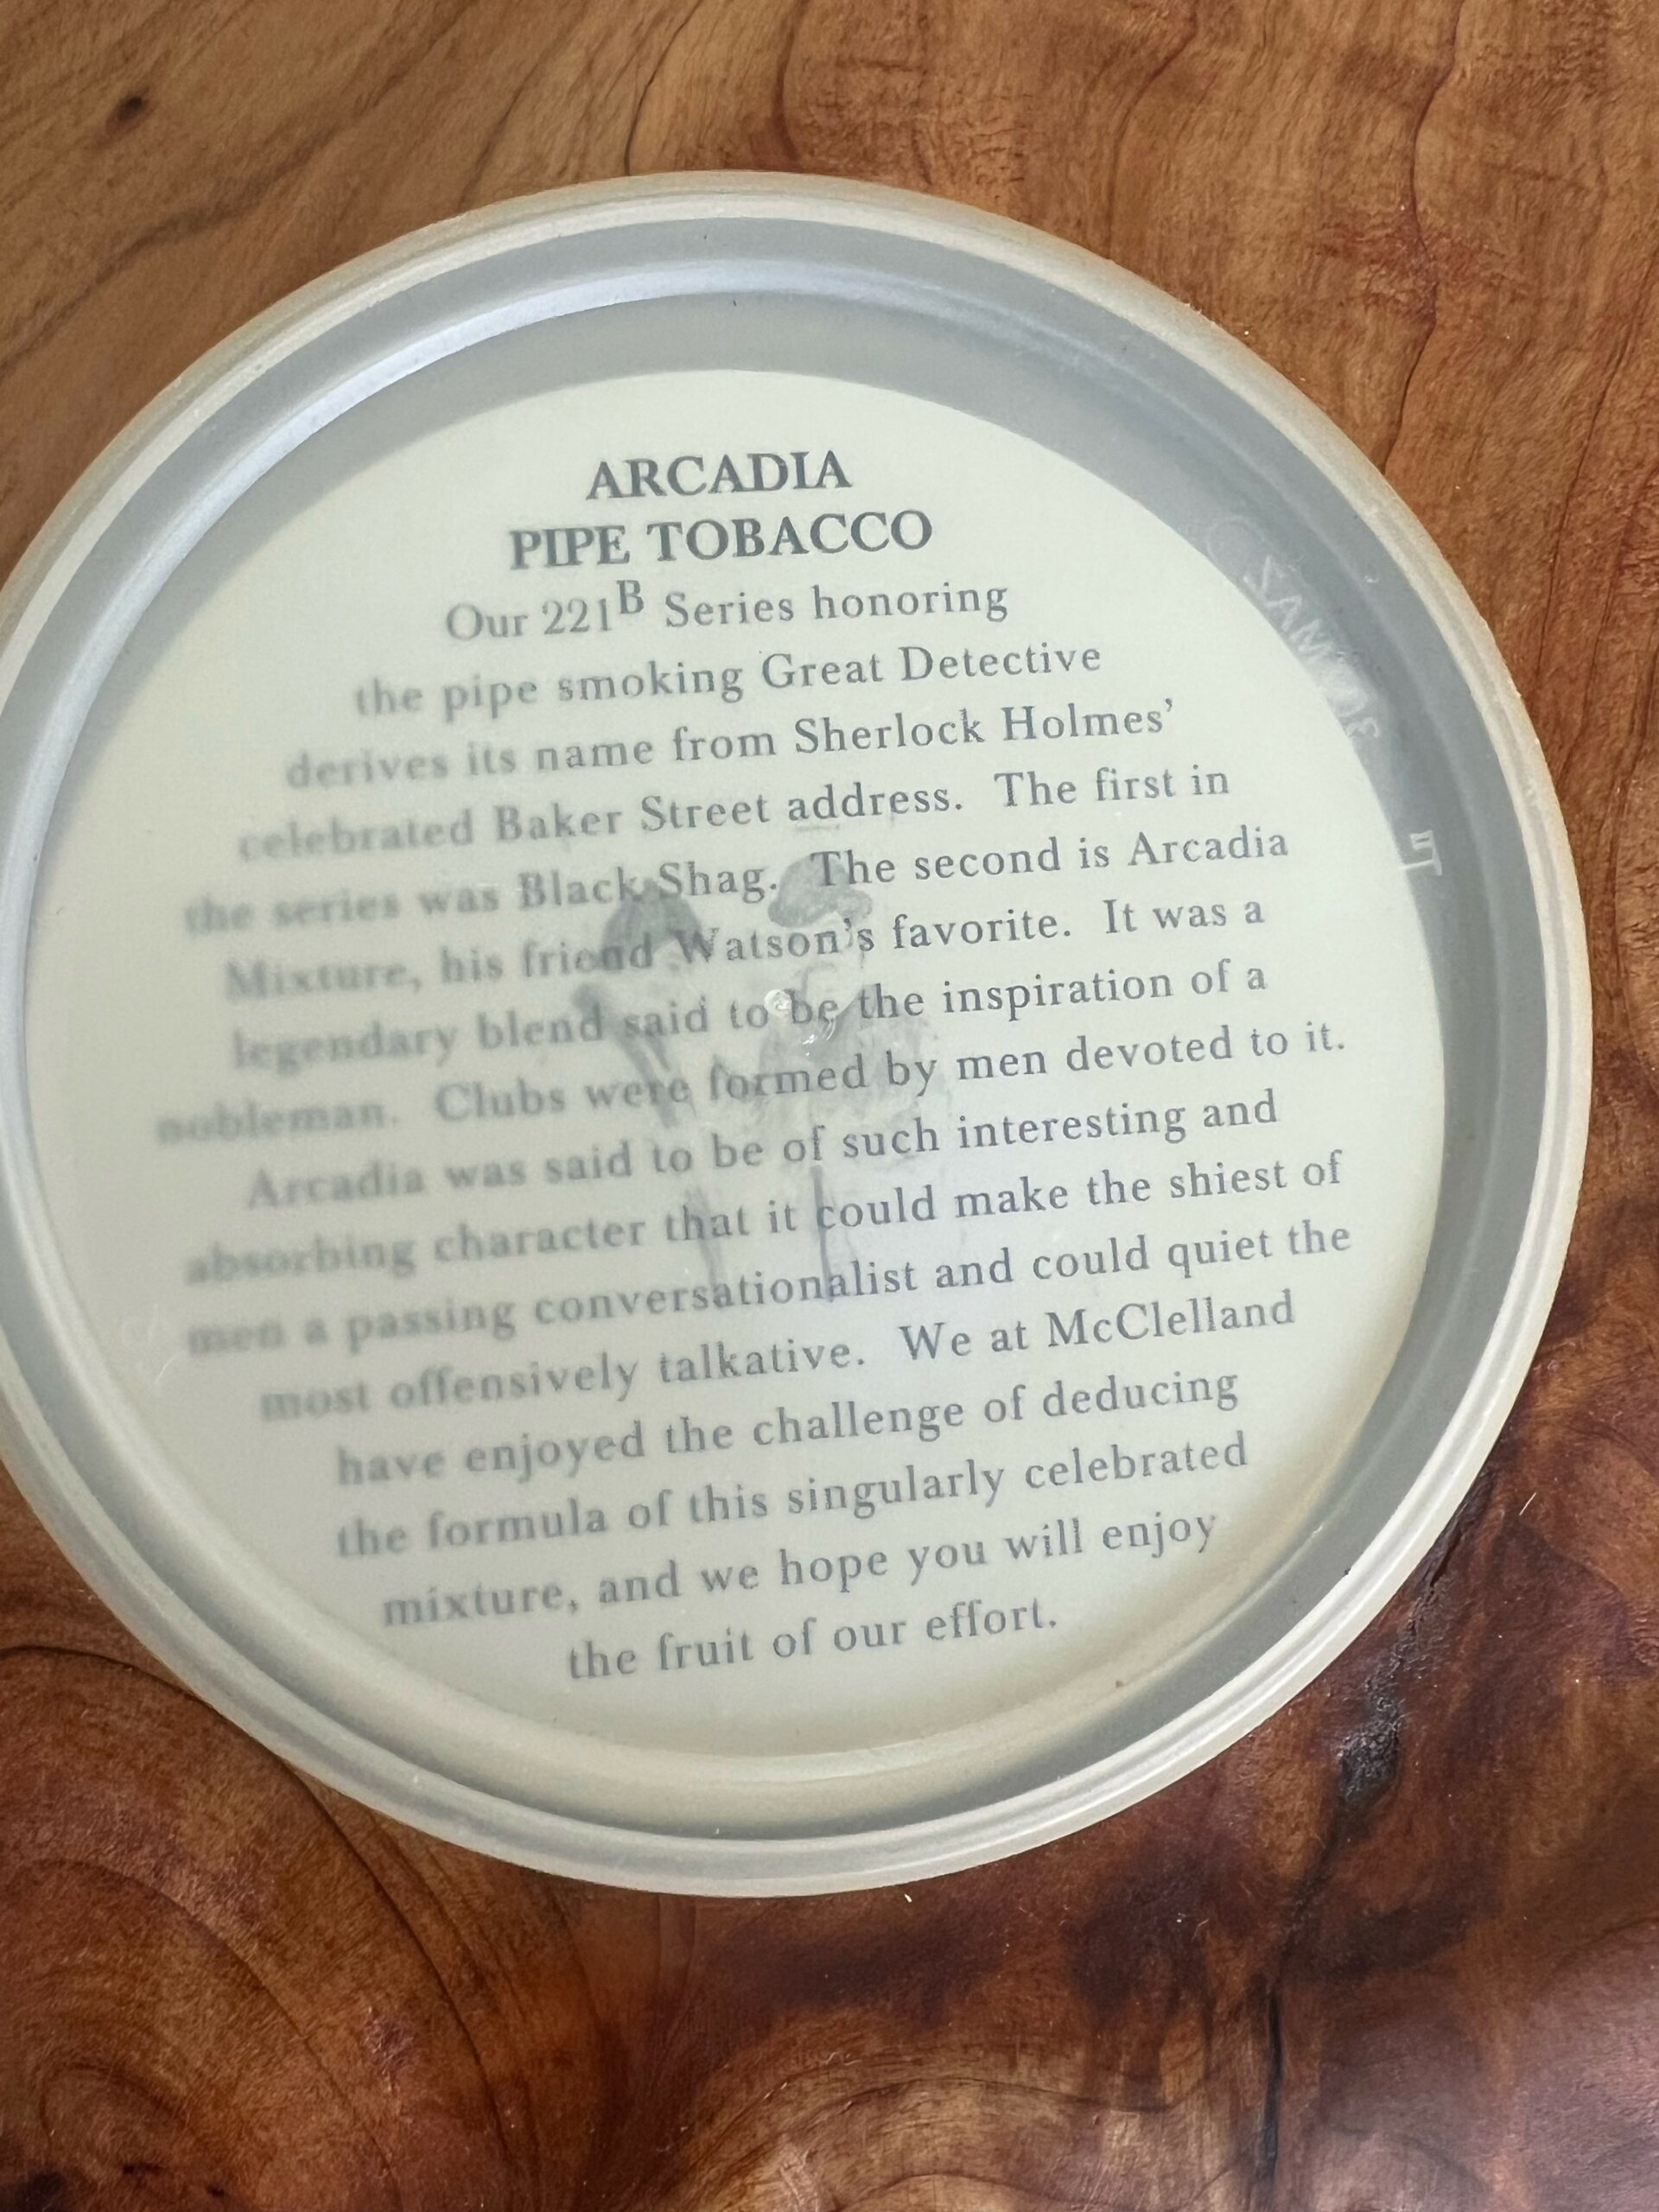 ARCADIA
PIPE TOBACCO
Our 221B Series honoring
the pipe smoking Great Detective
derives its name from Sherlock Holmes'
celebrated Baker Street address. The first in
the series was Black Shag. The second is Arcadia
Mixture, his friend Watson's favorite. It was a
legendary blend said to be the inspiration of a
nobleman. Clubs were formed by men devoted to it.
Arcadia was said to be of such interesting and
absorbing character that it could make the shiest of
men a passing conversationalist and could quiet the
most offensively talkative. We at McClelland
have enjoyed the challenge of deducing
the formula of this singularly celebrated
mixture, and we hope you will enjoy
the fruit of our effort.